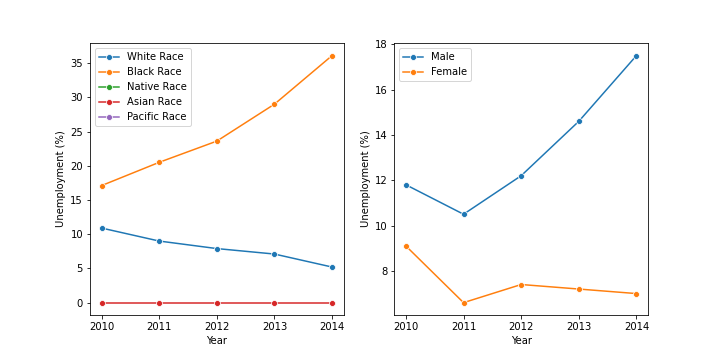 White Race
Black Race
Native Race
Asian Race
Pacific Race
35
30
25
20
15
10
5
0
Unemployment (%)
2010 2011 2012 2013 2014
Year
Male
Female
18
16
14
12
10
8
Unemployment (%)
2010 2011 2012 2013 2014
Year